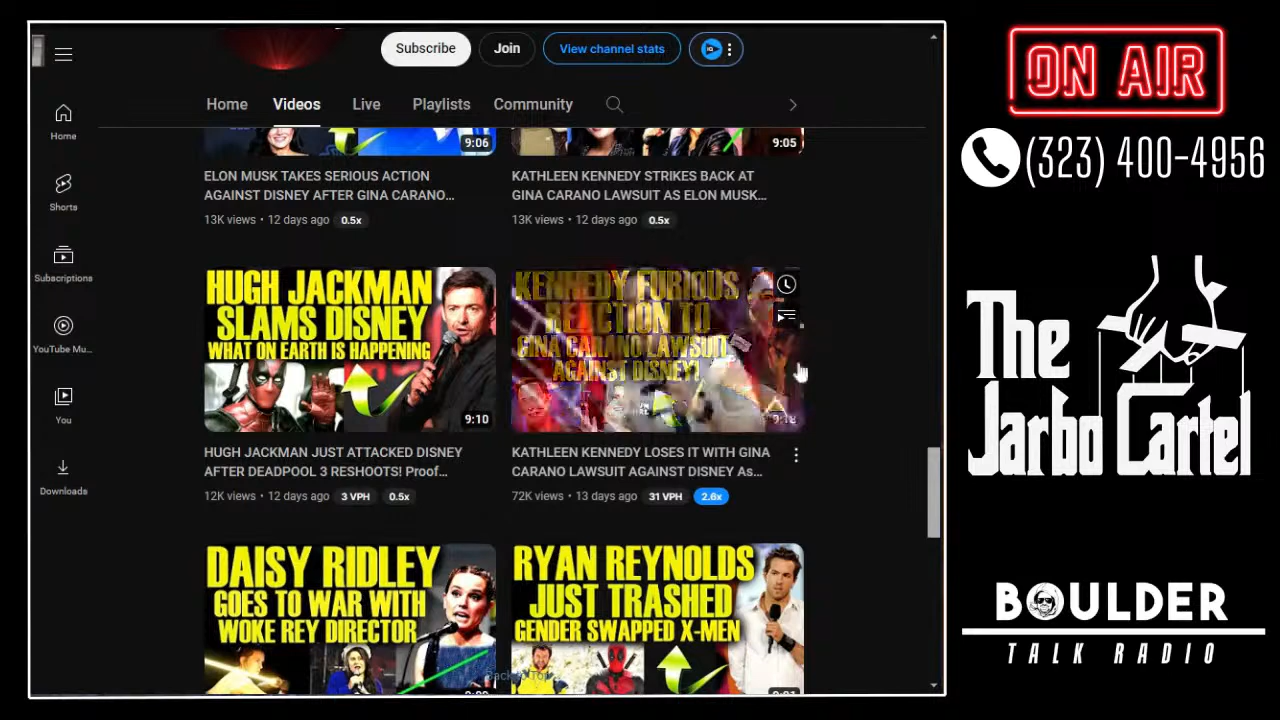 Subscribe
Join
View channel stats
Home
Videos
Live
Playlists
Community
Home
Shorts
Subscriptions
YouTube Mu...
You
Downloads
9:06
ELON MUSK TAKES SERIOUS ACTION
AGAINST DISNEY AFTER GINA CARANO...
13K views • 12 days ago 0.5x
9:05
KATHLEEN KENNEDY STRIKES BACK AT
GINA CARANO LAWSUIT AS ELON MUSK...
13K views • 12 days ago 0.5x
HUGH JACKMAN
SLAMS DISNEY
WHAT ON EARTH IS HAPPENING
9:10
HUGH JACKMAN JUST ATTACKED DISNEY
AFTER DEADPOOL 3 RESHOOTS! Proof...
12K views • 12 days ago 3 VPH 0.5x
KENNEDY FURIOUS
REACTION TO
GINA CARANO LAWSUIT
AGAINST DISNEY!
9:18
KATHLEEN KENNEDY LOSES IT WITH GINA
CARANO LAWSUIT AGAINST DISNEY As...
72K views • 13 days ago 31 VPH 2.6x
DAISY RIDLEY
GOES TO WAR WITH
WOKE REY DIRECTOR
RYAN REYNOLDS
JUST TRASHED
GENDER SWAPPED X-MEN
Back to Top
ON AIR
(323) 400-4956
The
Jarbo Cartel
BOULDER
TALK RADIO